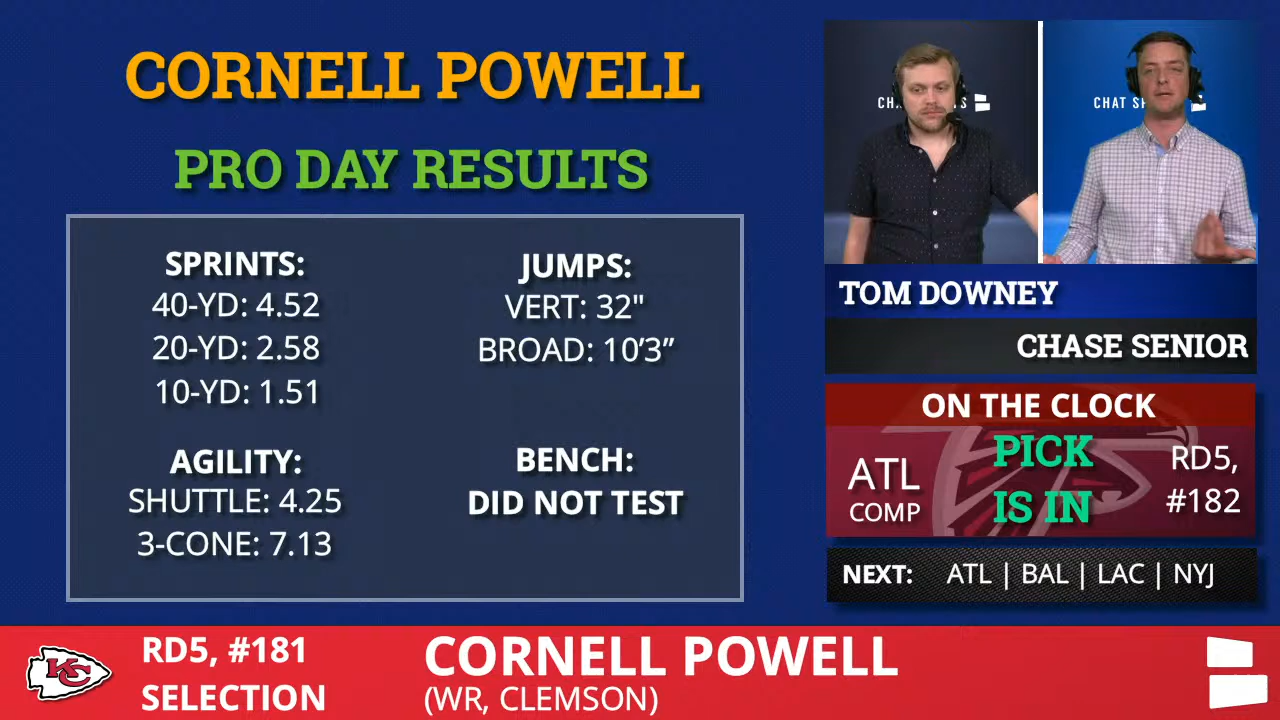 CORNELL POWELL
PRO DAY RESULTS
SPRINTS:
40-YD: 4.52
20-YD: 2.58
10-YD: 1.51
JUMPS:
VERT: 32"
BROAD: 10’3”
AGILITY:
SHUTTLE: 4.25
3-CONE: 7.13
BENCH:
DID NOT TEST
TOM DOWNEY
CHASE SENIOR
ON THE CLOCK
ATL
COMP
PICK
IS IN
RD5,
#182
NEXT: ATL | BAL | LAC | NYJ
KC
RD5, #181
SELECTION
CORNELL POWELL
(WR, CLEMSON)